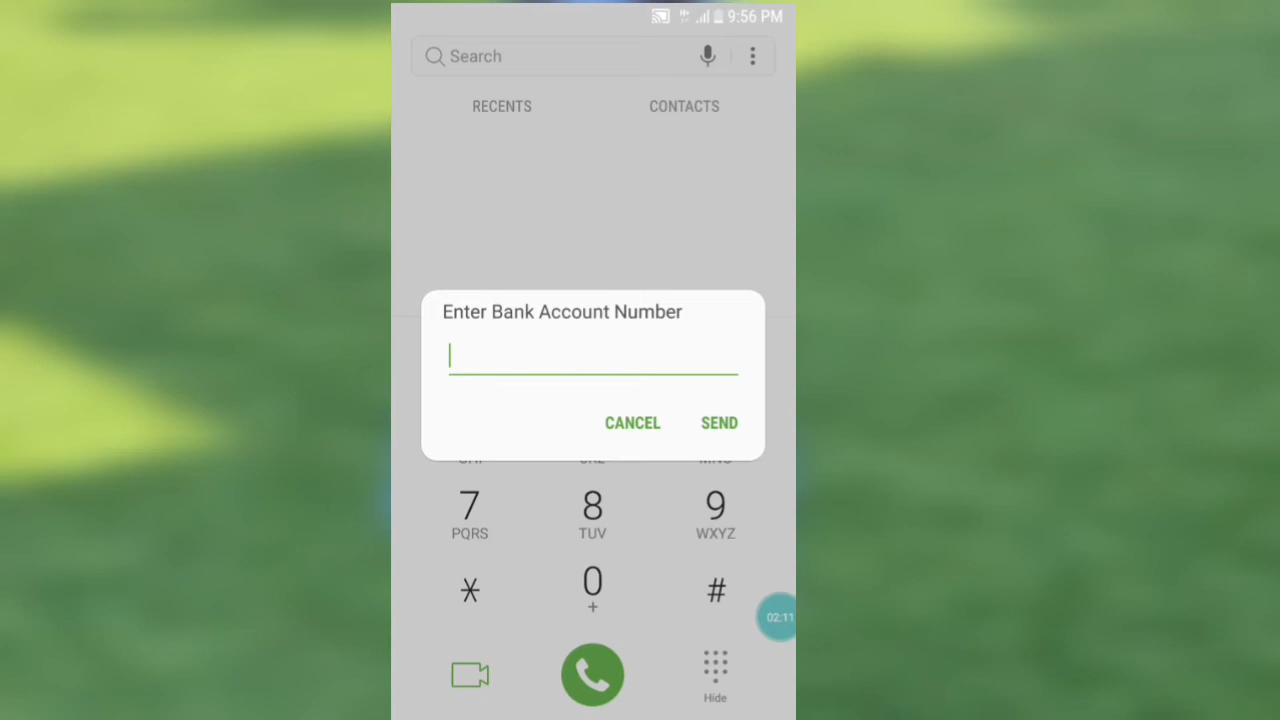 9:56 PM
Search
RECENTS CONTACTS
Enter Bank Account Number
CANCEL SEND
7 8 9
PQRS TUV WXYZ
* 0 #
+
02:11
Hide